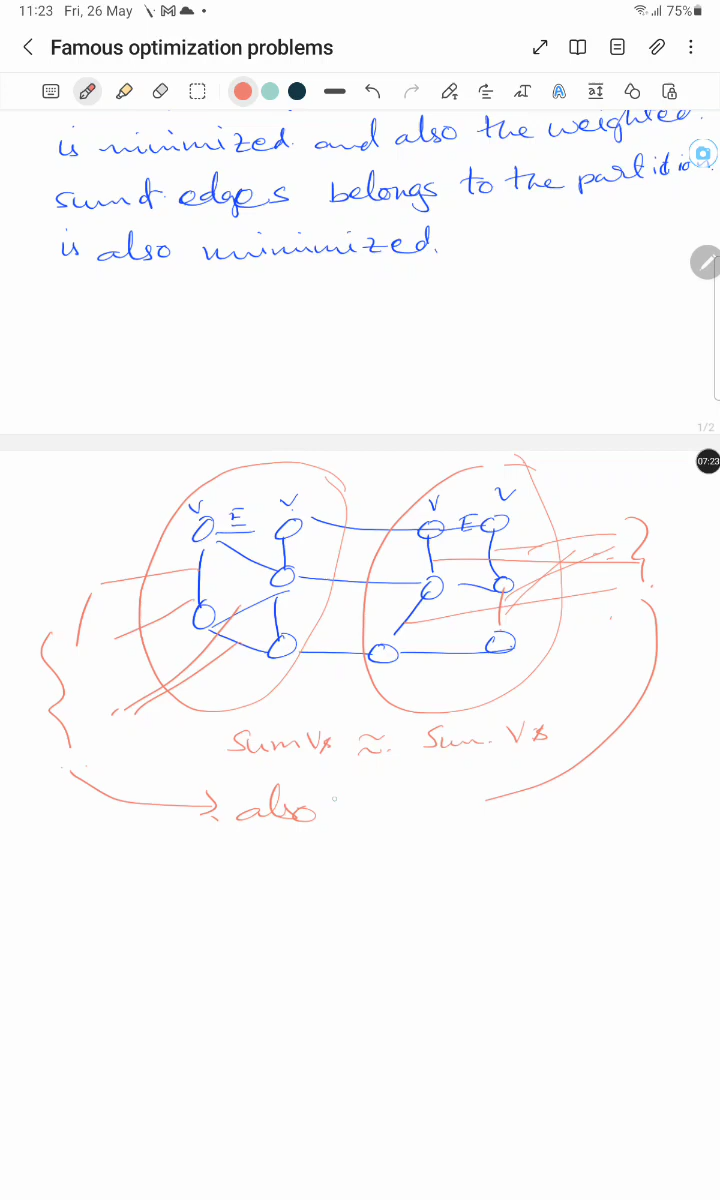 11:23 Fri, 26 May
75%
Famous optimization problems
is minimized and also the weighted
sum of edges belongs to the partitio
is also minimized.
1/2
07:23
V E V V E V
Sum Vs ≈ Sum. Vs
also